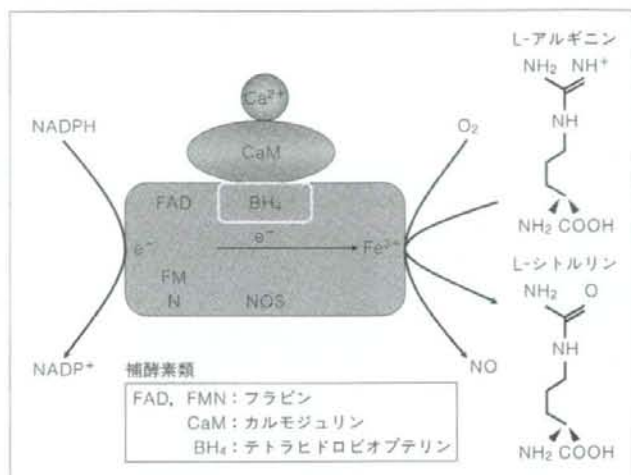 L-アルギニン
NH₂ NH⁺
NH
NH₂ COOH
Ca²⁺
CaM
NADPH
O₂
FAD BH₄
e⁻ e⁻
FM
N NOS
L-シトルリン
NH₂ O
NH
NH₂ COOH
NADP⁺
NO
補酵素類
FAD, FMN：フラビン
CaM：カルモジュリン
BH₄：テトラヒドロビオプテリン